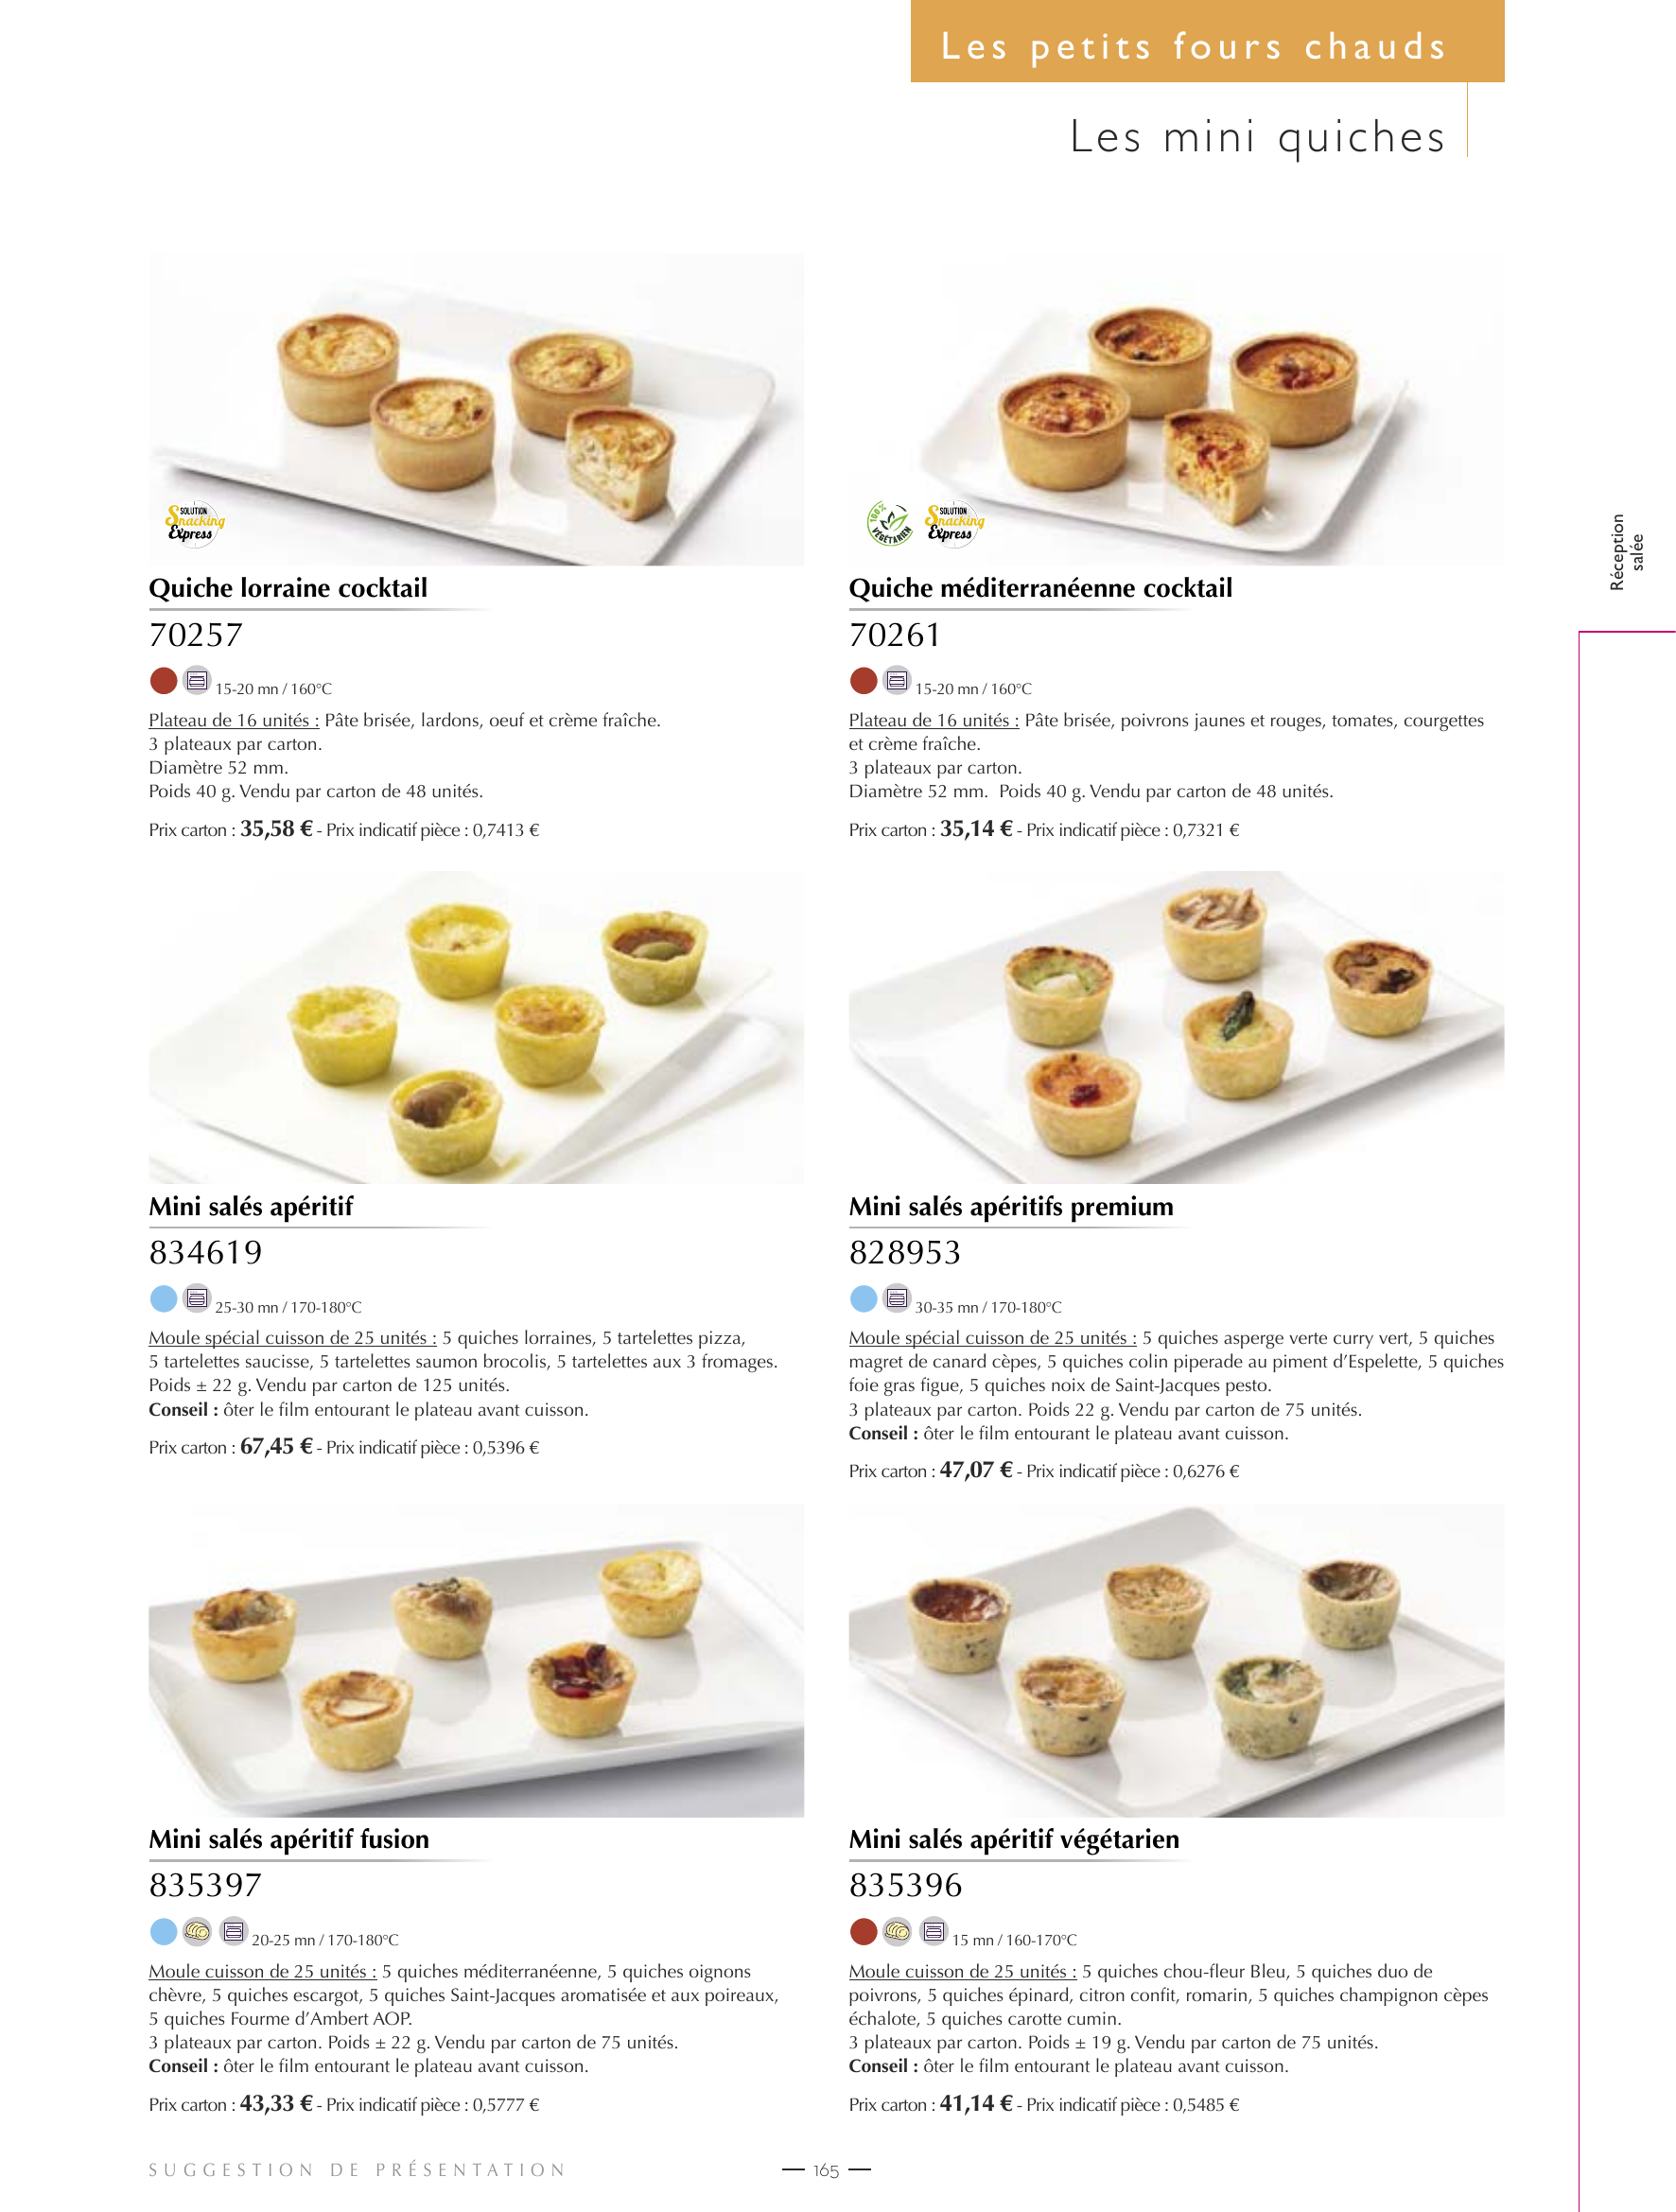 Les petits fours chauds
Les mini quiches
Réception
salée
SOLUTION
Snacking
Express
100%
VÉGÉTARIEN
SOLUTION
Snacking
Express
Quiche lorraine cocktail
70257
15-20 mn / 160°C
Plateau de 16 unités : Pâte brisée, lardons, oeuf et crème fraîche.
3 plateaux par carton.
Diamètre 52 mm.
Poids 40 g. Vendu par carton de 48 unités.
Prix carton : 35,58 € - Prix indicatif pièce : 0,7413 €
Quiche méditerranéenne cocktail
70261
15-20 mn / 160°C
Plateau de 16 unités : Pâte brisée, poivrons jaunes et rouges, tomates, courgettes
et crème fraîche.
3 plateaux par carton.
Diamètre 52 mm.  Poids 40 g. Vendu par carton de 48 unités.
Prix carton : 35,14 € - Prix indicatif pièce : 0,7321 €
Mini salés apéritif
834619
25-30 mn / 170-180°C
Moule spécial cuisson de 25 unités : 5 quiches lorraines, 5 tartelettes pizza,
5 tartelettes saucisse, 5 tartelettes saumon brocolis, 5 tartelettes aux 3 fromages.
Poids ± 22 g. Vendu par carton de 125 unités.
Conseil : ôter le film entourant le plateau avant cuisson.
Prix carton : 67,45 € - Prix indicatif pièce : 0,5396 €
Mini salés apéritifs premium
828953
30-35 mn / 170-180°C
Moule spécial cuisson de 25 unités : 5 quiches asperge verte curry vert, 5 quiches
magret de canard cèpes, 5 quiches colin piperade au piment d’Espelette, 5 quiches
foie gras figue, 5 quiches noix de Saint-Jacques pesto.
3 plateaux par carton. Poids 22 g. Vendu par carton de 75 unités.
Conseil : ôter le film entourant le plateau avant cuisson.
Prix carton : 47,07 € - Prix indicatif pièce : 0,6276 €
Mini salés apéritif fusion
835397
20-25 mn / 170-180°C
Moule cuisson de 25 unités : 5 quiches méditerranéenne, 5 quiches oignons
chèvre, 5 quiches escargot, 5 quiches Saint-Jacques aromatisée et aux poireaux,
5 quiches Fourme d’Ambert AOP.
3 plateaux par carton. Poids ± 22 g. Vendu par carton de 75 unités.
Conseil : ôter le film entourant le plateau avant cuisson.
Prix carton : 43,33 € - Prix indicatif pièce : 0,5777 €
Mini salés apéritif végétarien
835396
15 mn / 160-170°C
Moule cuisson de 25 unités : 5 quiches chou-fleur Bleu, 5 quiches duo de
poivrons, 5 quiches épinard, citron confit, romarin, 5 quiches champignon cèpes
échalote, 5 quiches carotte cumin.
3 plateaux par carton. Poids ± 19 g. Vendu par carton de 75 unités.
Conseil : ôter le film entourant le plateau avant cuisson.
Prix carton : 41,14 € - Prix indicatif pièce : 0,5485 €
SUGGESTION DE PRÉSENTATION
165